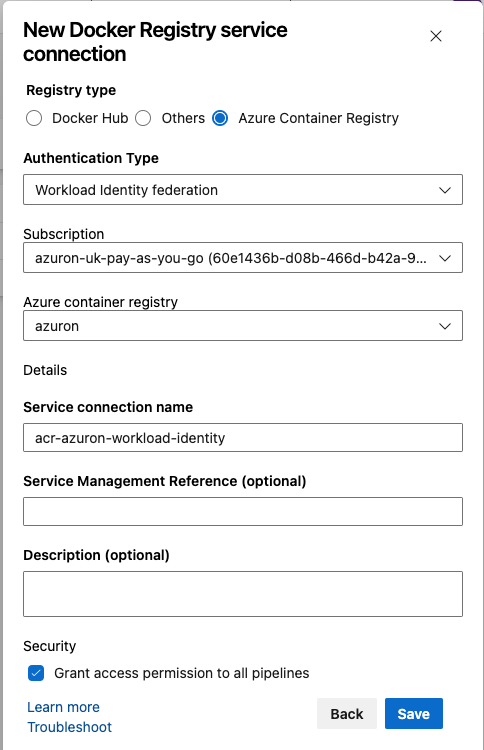 New Docker Registry service
connection
Registry type
Docker Hub Others Azure Container Registry
Authentication Type
Workload Identity federation
Subscription
azuron-uk-pay-as-you-go (60e1436b-d08b-466d-b42a-9...
Azure container registry
azuron
Details
Service connection name
acr-azuron-workload-identity
Service Management Reference (optional)
Description (optional)
Security
Grant access permission to all pipelines
Learn more
Troubleshoot
Back Save